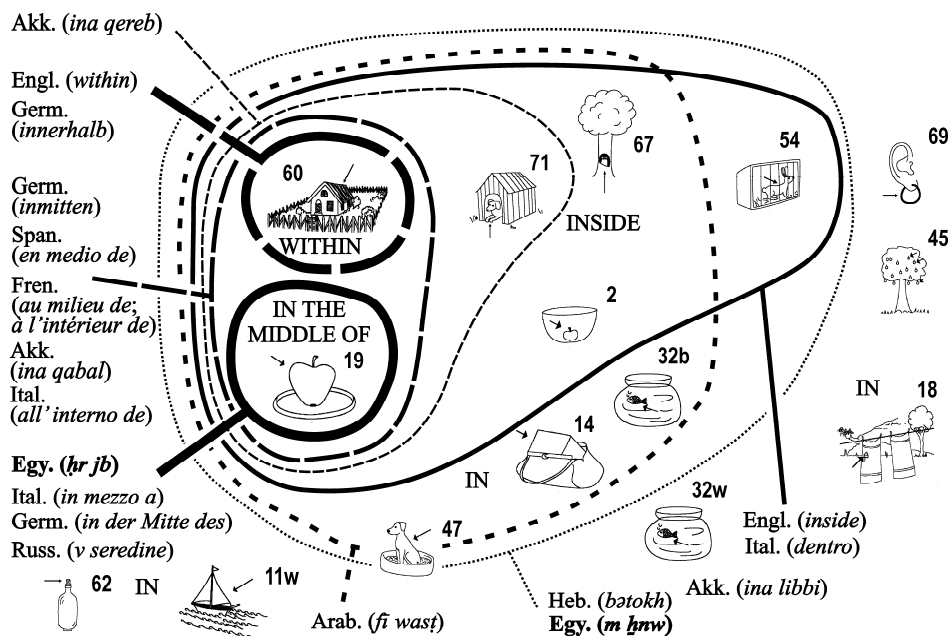 Akk. (ina qereb)
Engl. (within)
Germ.
(innerhalb)
Germ.
(inmitten)
Span.
(en medio de)
Fren.
(au milieu de;
à l’intérieur de)
Akk.
(ina qabal)
Ital.
(all’interno de)
Egy. (ḥr jb)
Ital. (in mezzo a)
Germ. (in der Mitte des)
Russ. (v seredine)
60
WITHIN
IN THE
MIDDLE OF
19
71
67
INSIDE
54
69
45
2
32b
14
IN
IN
18
32w
47
62
IN
11w
Arab. (fī wasṭ)
Heb. (bətokh)
Egy. (m ẖnw)
Akk. (ina libbi)
Engl. (inside)
Ital. (dentro)